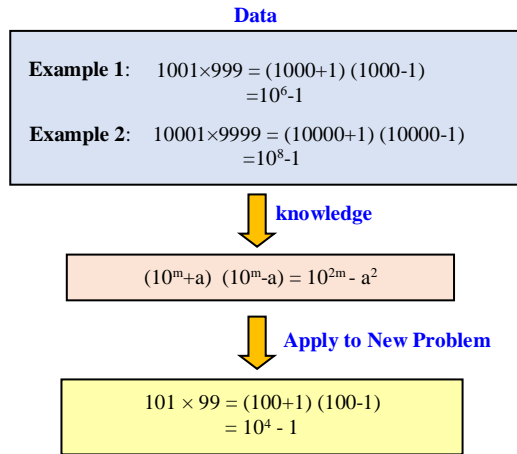 Data
Example 1: 1001×999 = (1000+1) (1000-1)
=10⁶-1
Example 2: 10001×9999 = (10000+1) (10000-1)
=10⁸-1
knowledge
(10ᵐ+a) (10ᵐ-a) = 10²ᵐ - a²
Apply to New Problem
101 × 99 = (100+1) (100-1)
= 10⁴ - 1